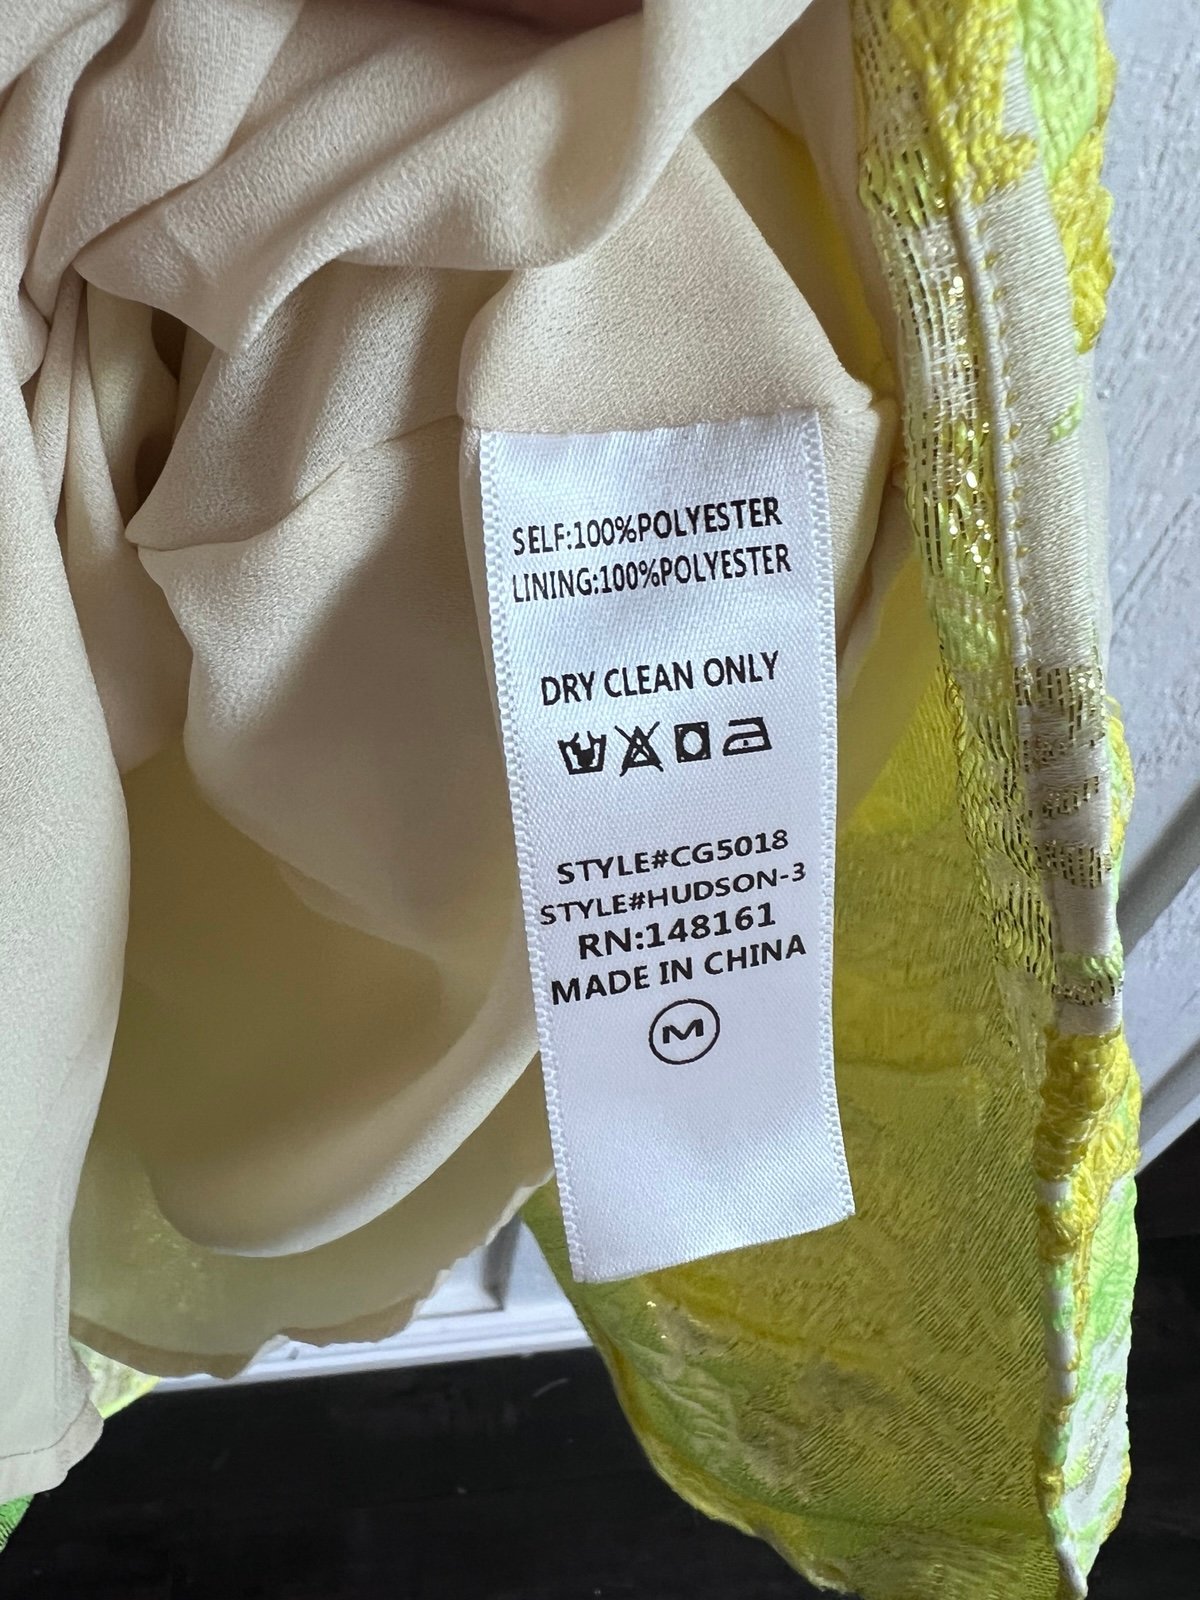 SELF:100%POLYESTER
LINING:100%POLYESTER
DRY CLEAN ONLY
STYLE#CG5018
STYLE#HUDSON-3
RN:148161
MADE IN CHINA
M